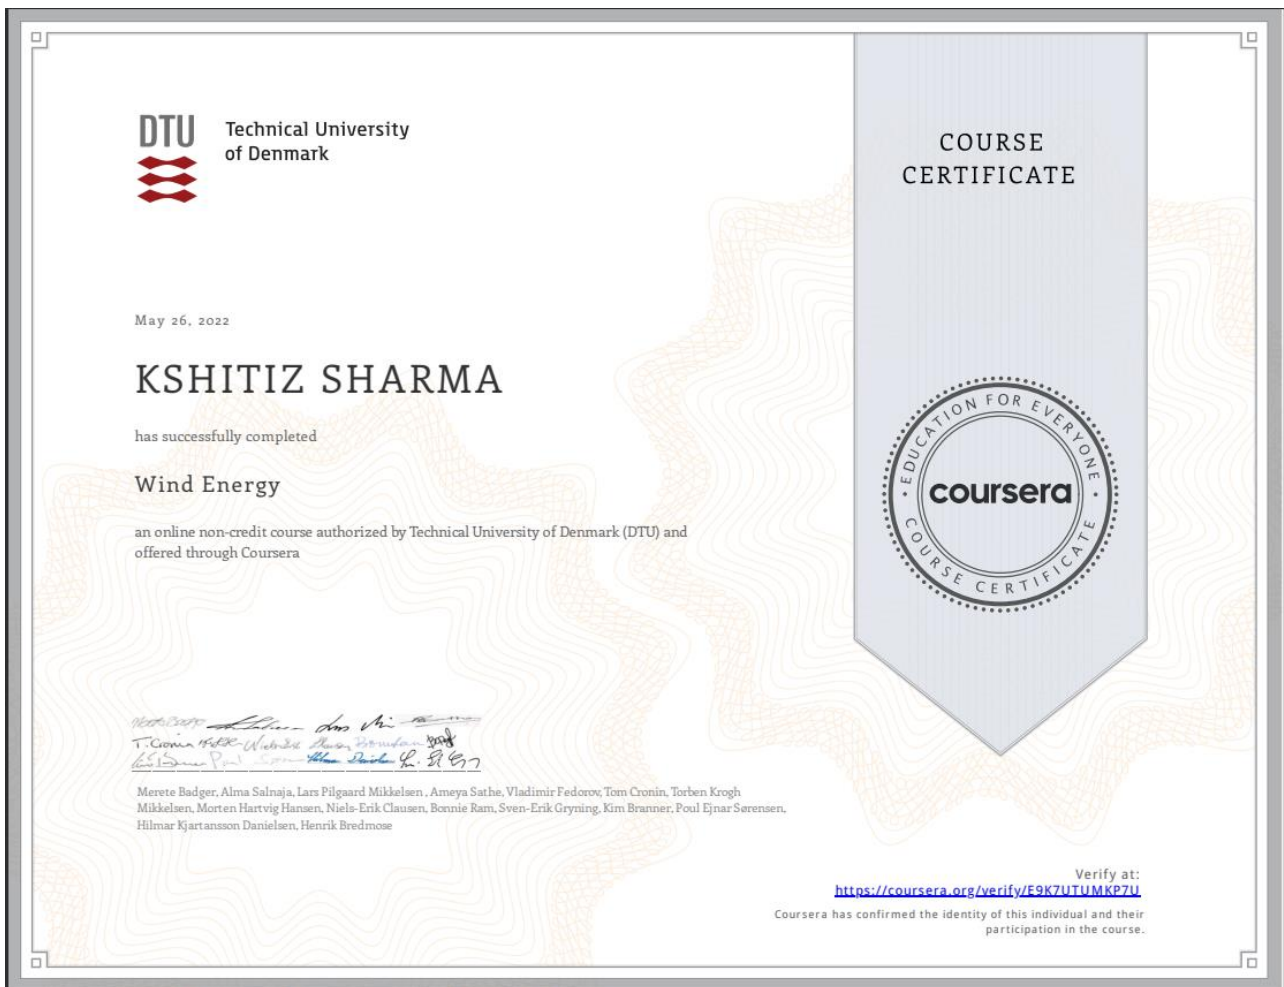 DTU
Technical University
of Denmark
COURSE
CERTIFICATE
May 26, 2022
KSHITIZ SHARMA
has successfully completed
Wind Energy
an online non-credit course authorized by Technical University of Denmark (DTU) and
offered through Coursera
EDUCATION FOR EVERYONE
coursera
COURSE CERTIFICATE
T. Cronin
Merete Badger, Alma Salnaja, Lars Pilgaard Mikkelsen , Ameya Sathe, Vladimir Fedorov, Tom Cronin, Torben Krogh
Mikkelsen, Morten Hartvig Hansen, Niels-Erik Clausen, Bonnie Ram, Sven-Erik Gryning, Kim Branner, Poul Ejnar Sørensen,
Hilmar Kjartansson Danielsen, Henrik Bredmose
Verify at:
https://coursera.org/verify/E9K7UTUMKP7U
Coursera has confirmed the identity of this individual and their
participation in the course.